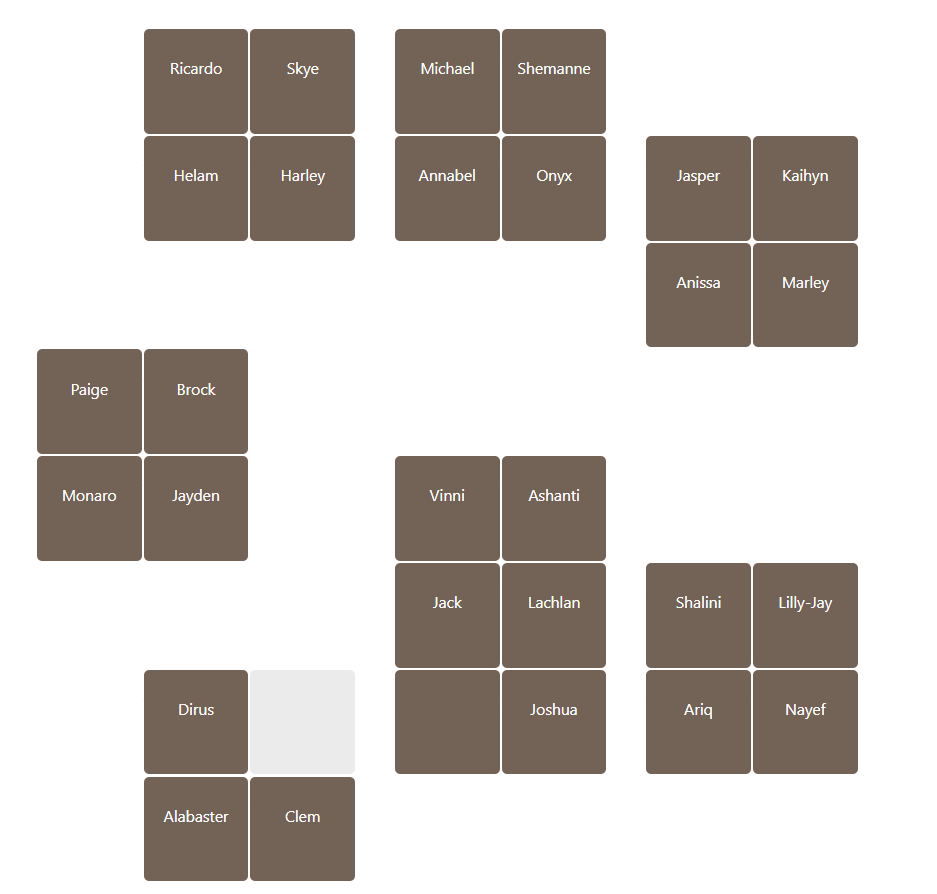 Ricardo Skye Michael Shemanne
Helam Harley Annabel Onyx Jasper Kaihyn
Anissa Marley
Paige Brock
Monaro Jayden Vinni Ashanti
Jack Lachlan Shalini Lilly-Jay
Dirus Joshua Ariq Nayef
Alabaster Clem